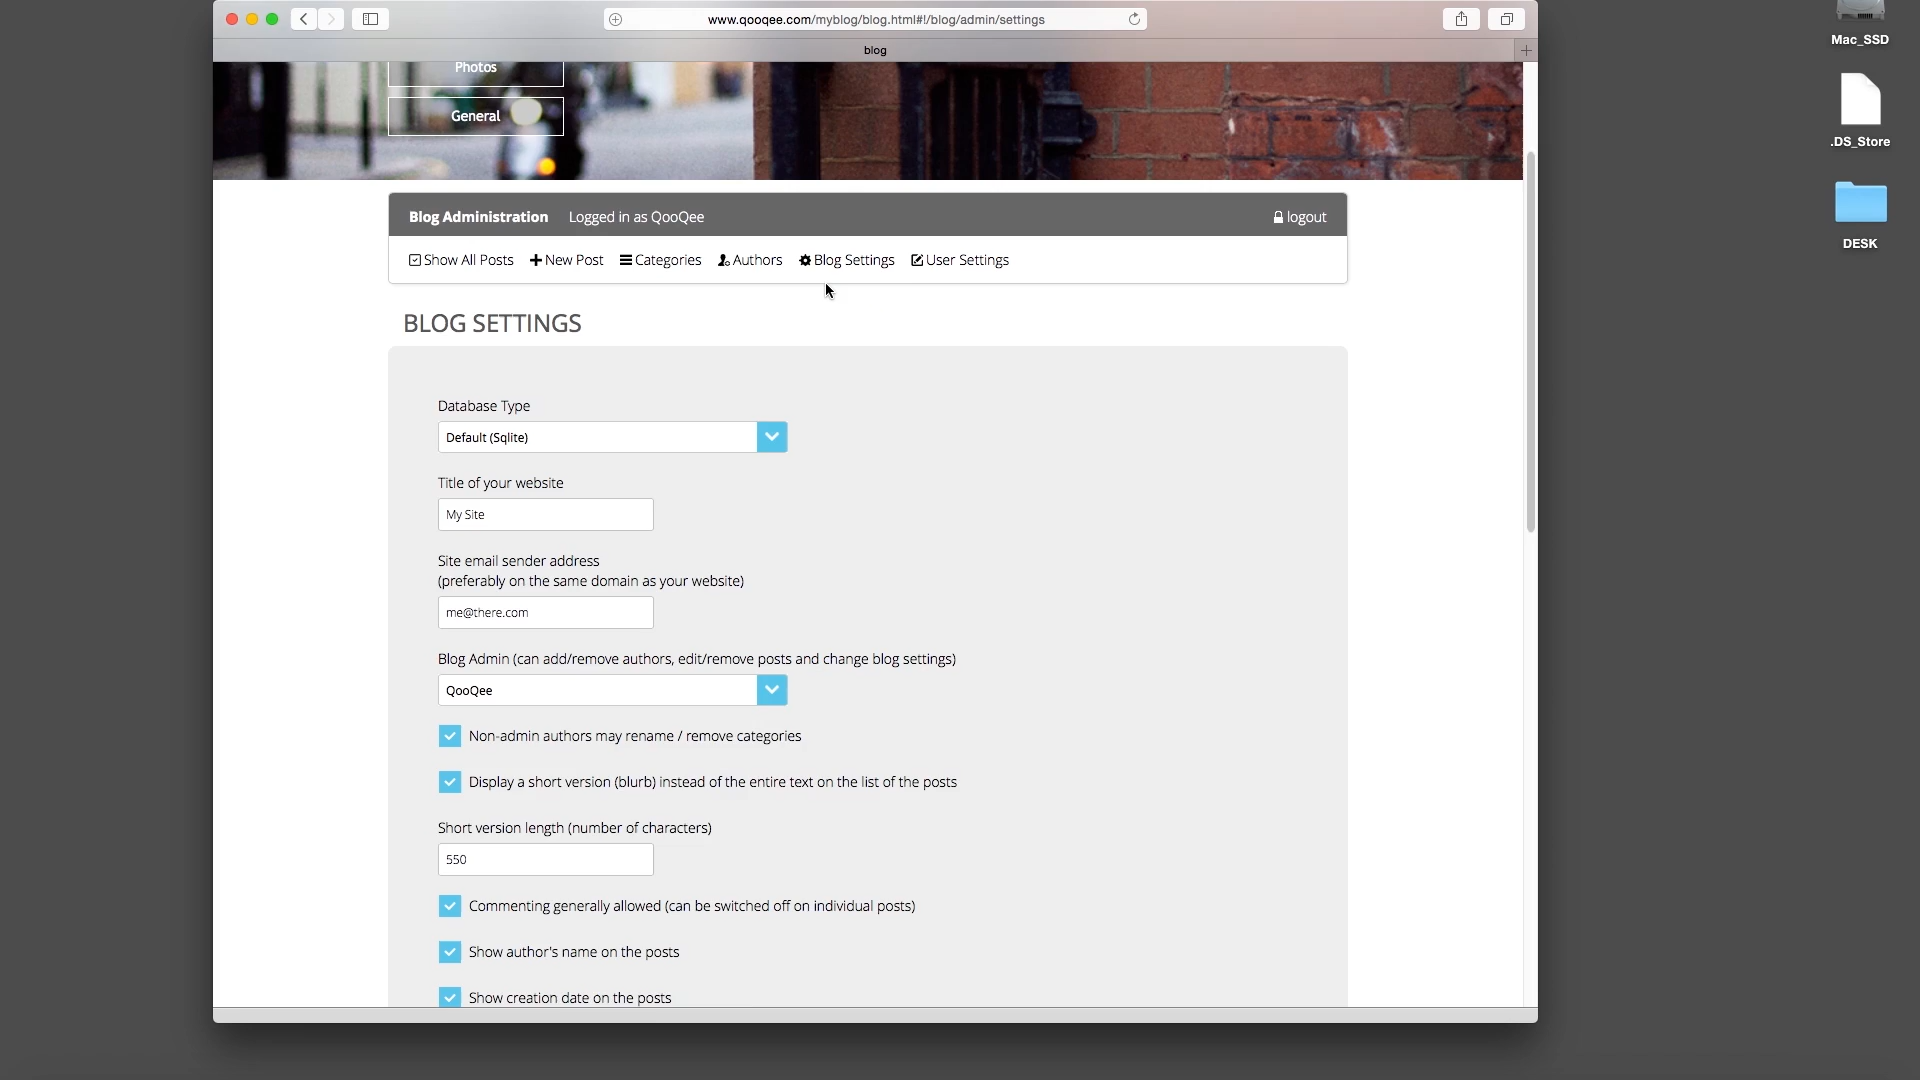 www.qooqee.com/myblog/blog.html#!/blog/admin/settings
blog
Photos
General
Blog Administration Logged in as QooQee logout
Show All Posts New Post Categories Authors Blog Settings User Settings
BLOG SETTINGS
Database Type
Default (Sqlite)
Title of your website
My Site
Site email sender address
(preferably on the same domain as your website)
me@there.com
Blog Admin (can add/remove authors, edit/remove posts and change blog settings)
QooQee
Non-admin authors may rename / remove categories
Display a short version (blurb) instead of the entire text on the list of the posts
Short version length (number of characters)
550
Commenting generally allowed (can be switched off on individual posts)
Show author's name on the posts
Show creation date on the posts
Mac_SSD
.DS_Store
DESK